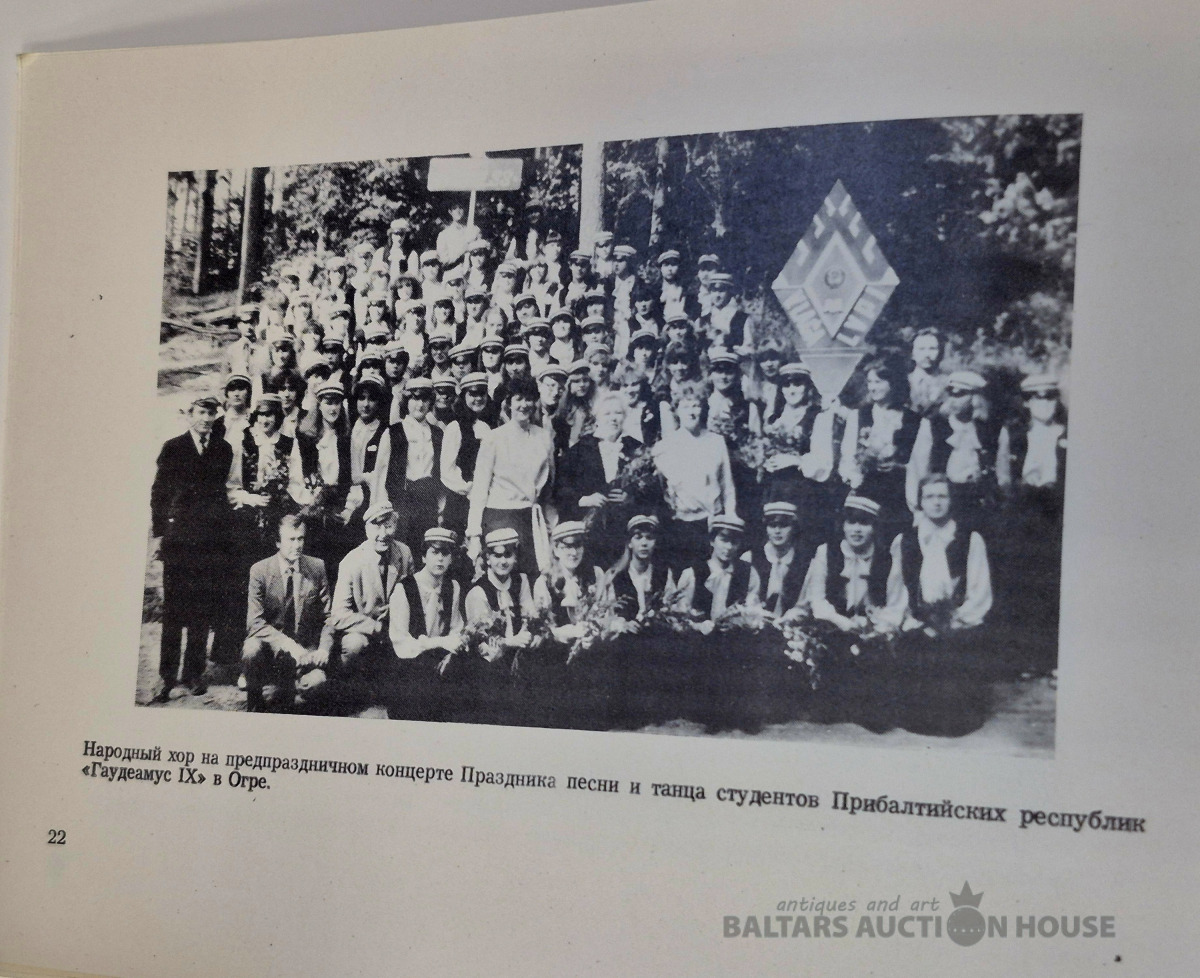 Народный хор на предпраздничном концерте Праздника песни и танца студентов Прибалтийских республик
«Гаудеамус IX» в Огре.
22
antiques and art
BALTARS AUCTION HOUSE